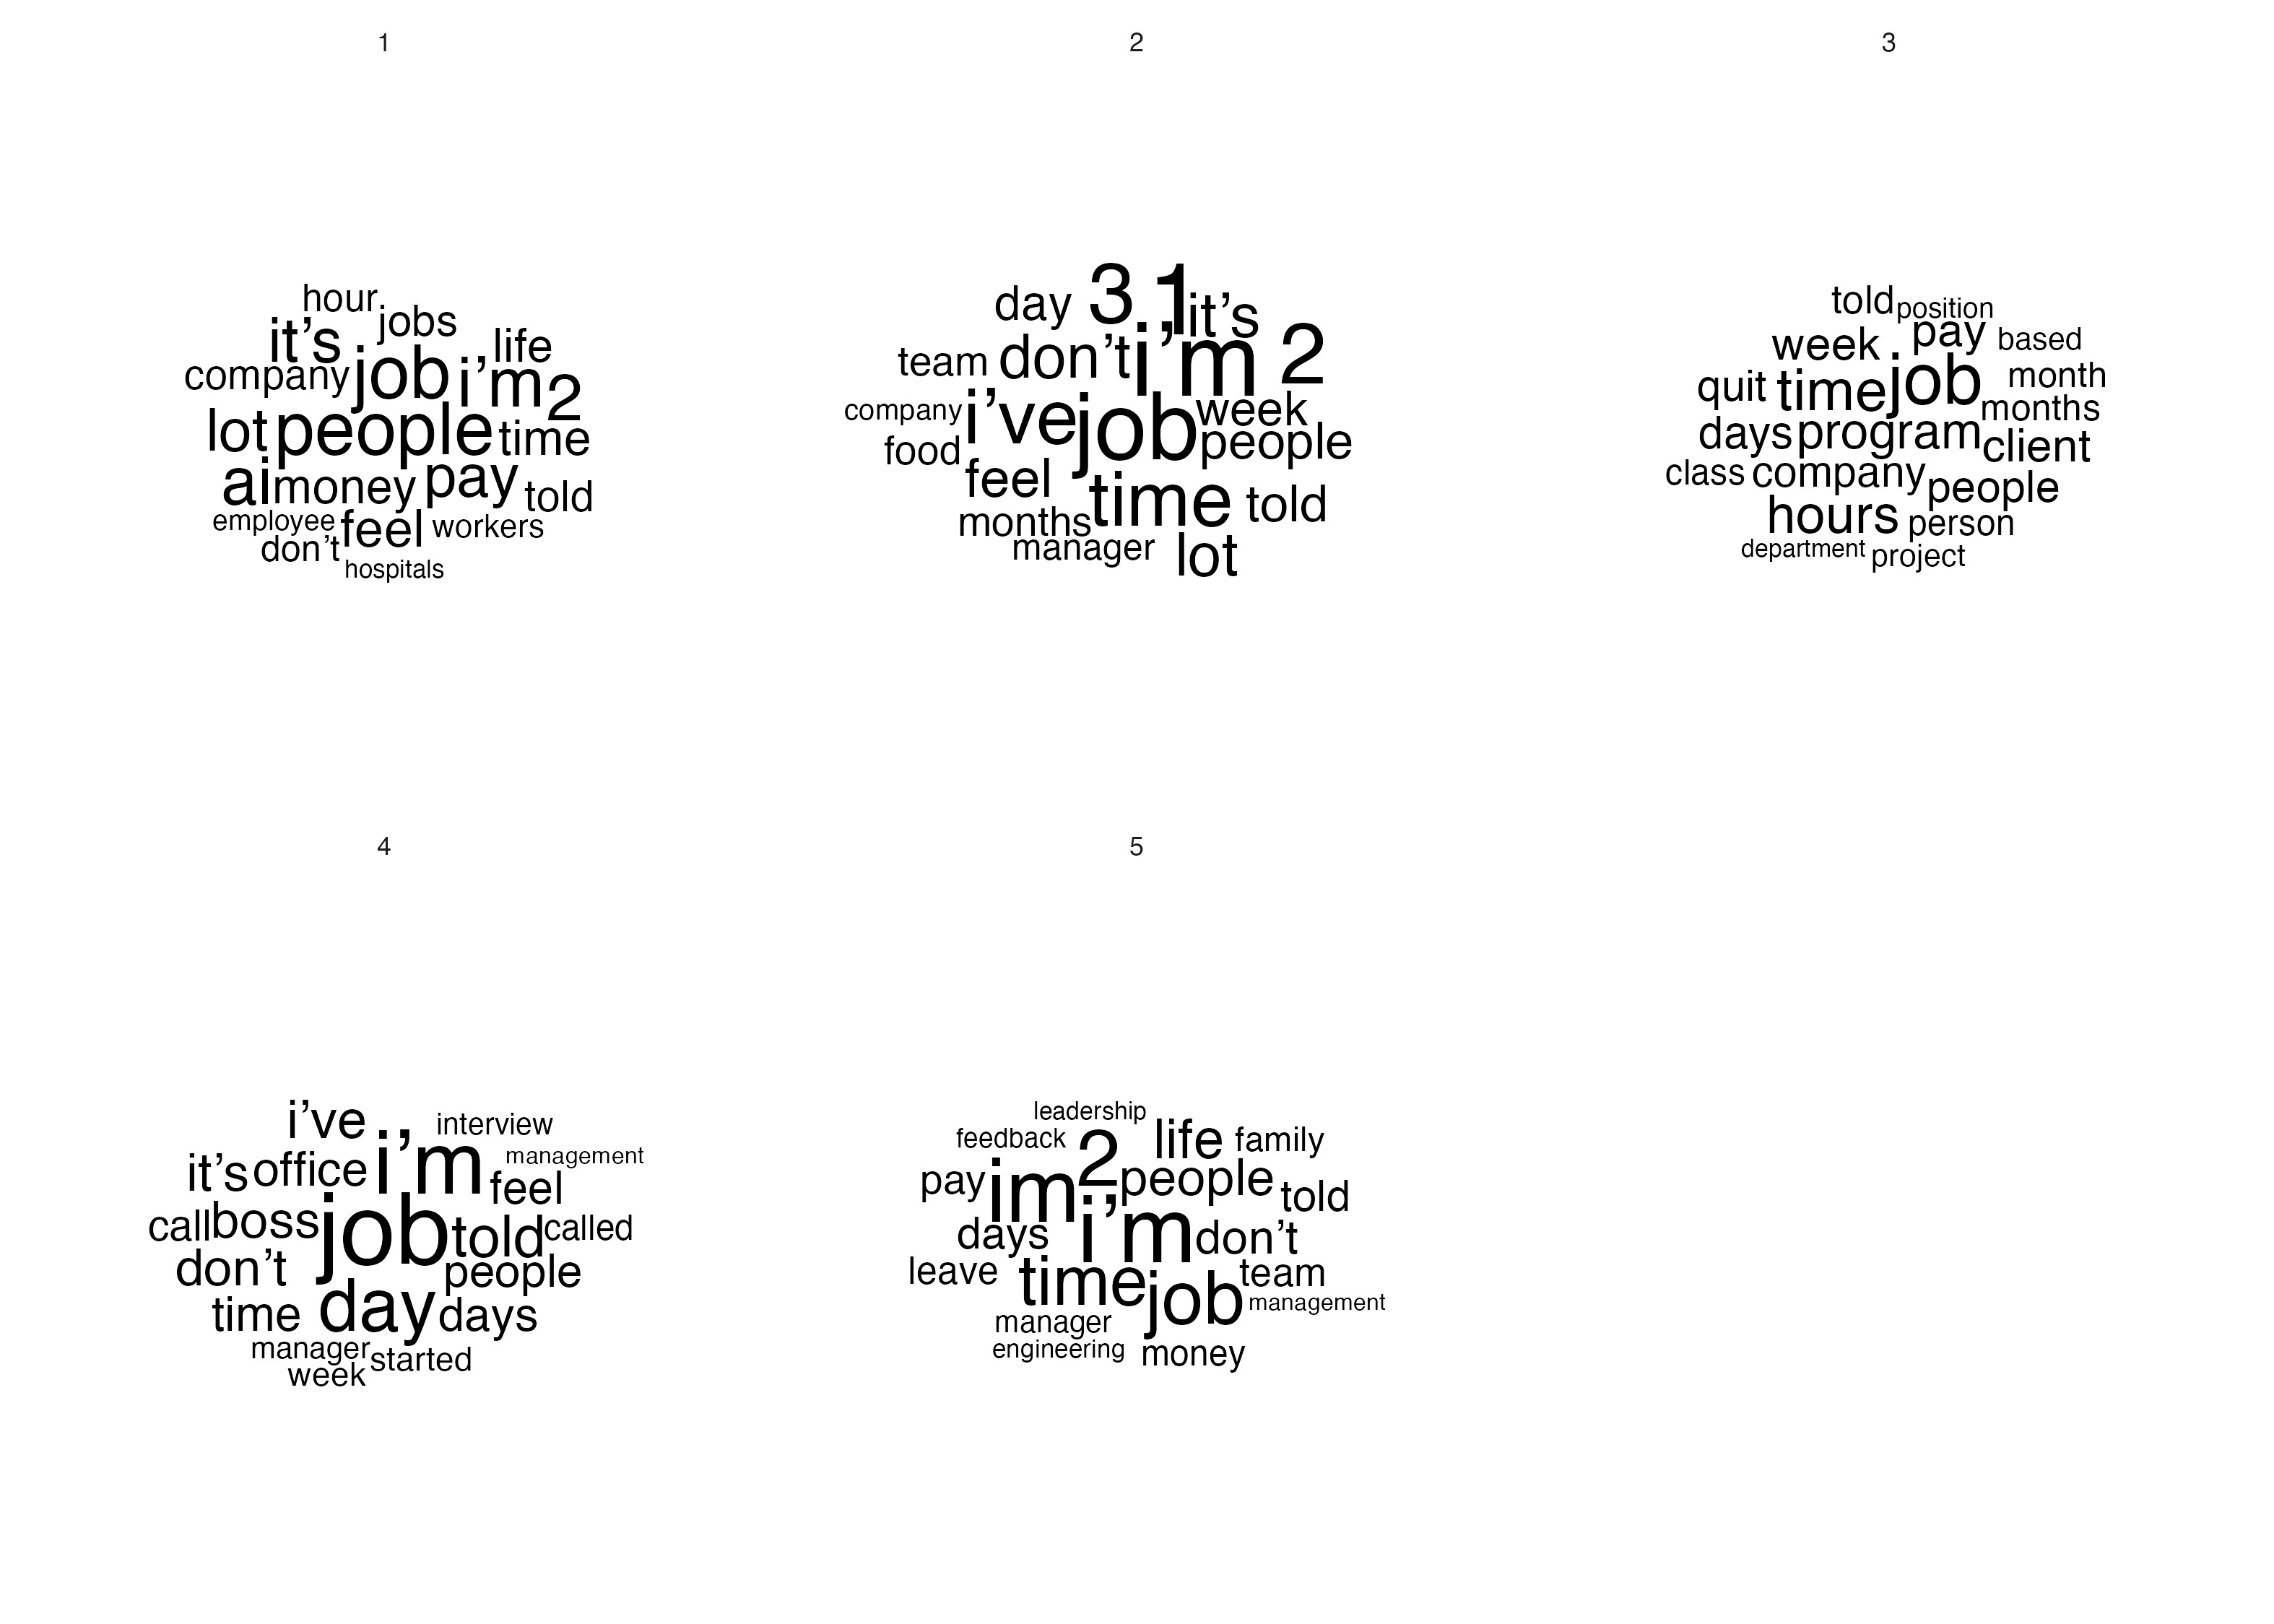 1
hour jobs
it’s job i’m life
company 2
lot people time
ai money pay told
employee feel workers
don’t hospitals
2
day 3 1 it’s
team don’t i’m 2
company i’ve job week
food people
feel time told
months
manager lot
3
told position
week pay based
quit time job month
months
days program client
class company people
hours person
department project
4
i’ve interview
it’s office i’m management
feel
call boss job told called
don’t people
time day days
manager started
week
5
leadership
feedback 2 life family
pay im people told
days i’m don’t
leave time job team
management
manager
engineering money